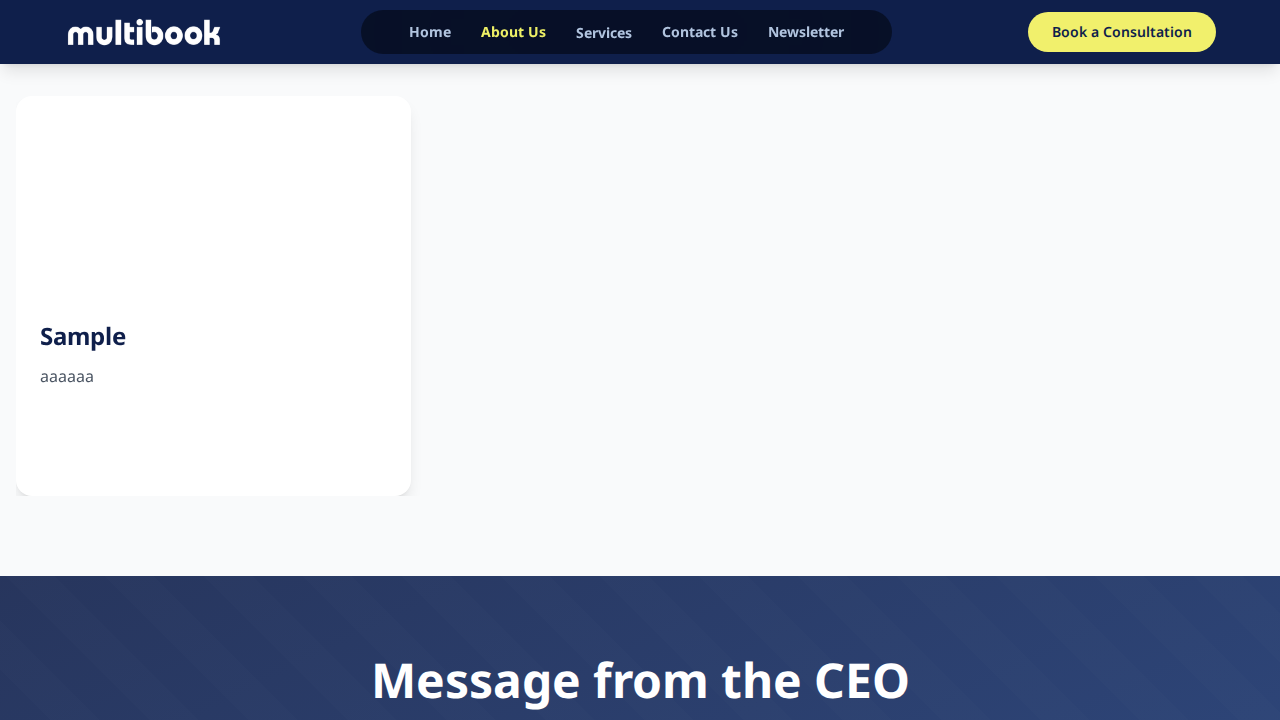 multibook
Home
About Us
Services
Contact Us
Newsletter
Book a Consultation
Sample
aaaaaa
Message from the CEO